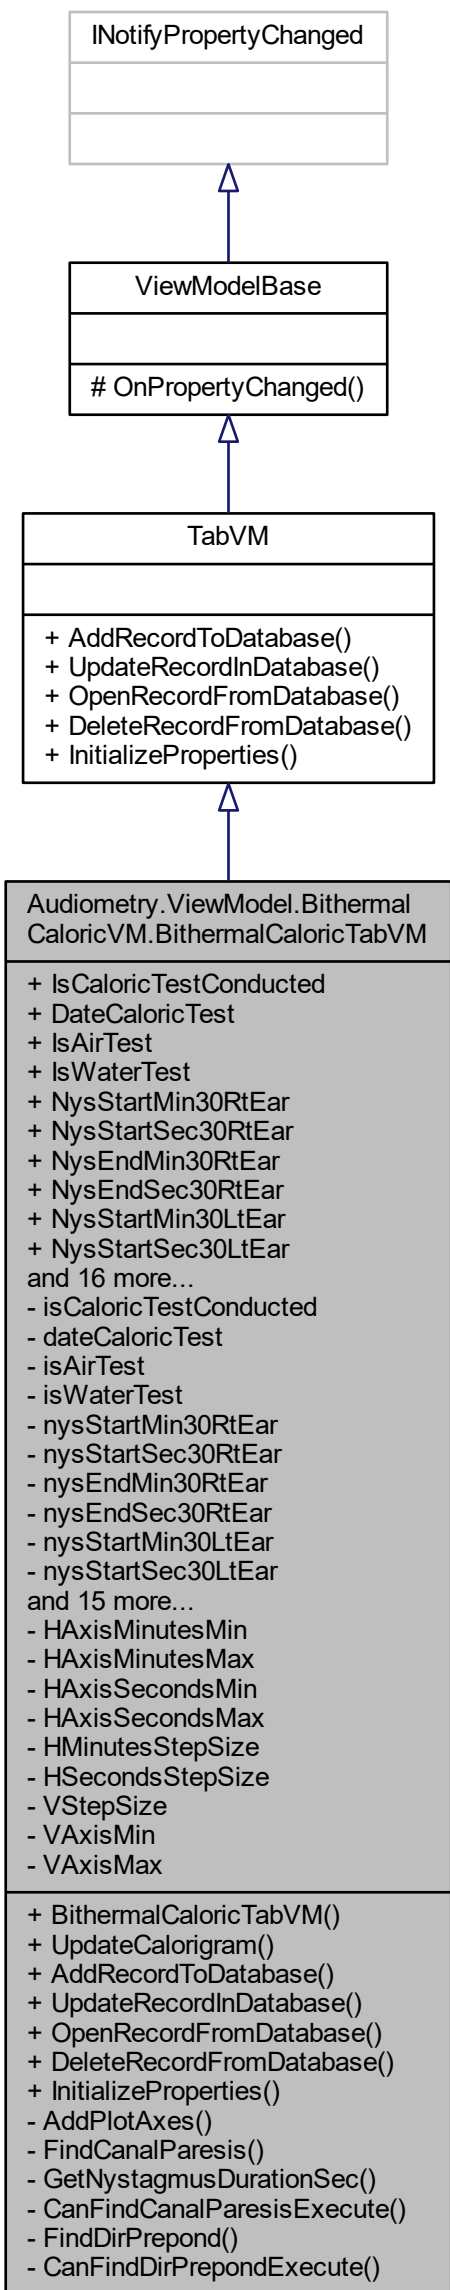 INotifyPropertyChanged
ViewModelBase
# OnPropertyChanged()
TabVM
+ AddRecordToDatabase()
+ UpdateRecordInDatabase()
+ OpenRecordFromDatabase()
+ DeleteRecordFromDatabase()
+ InitializeProperties()
Audiometry.ViewModel.Bithermal
CaloricVM.BithermalCaloricTabVM
+ IsCaloricTestConducted
+ DateCaloricTest
+ IsAirTest
+ IsWaterTest
+ NysStartMin30RtEar
+ NysStartSec30RtEar
+ NysEndMin30RtEar
+ NysEndSec30RtEar
+ NysStartMin30LtEar
+ NysStartSec30LtEar
and 16 more...
- isCaloricTestConducted
- dateCaloricTest
- isAirTest
- isWaterTest
- nysStartMin30RtEar
- nysStartSec30RtEar
- nysEndMin30RtEar
- nysEndSec30RtEar
- nysStartMin30LtEar
- nysStartSec30LtEar
and 15 more...
- HAxisMinutesMin
- HAxisMinutesMax
- HAxisSecondsMin
- HAxisSecondsMax
- HMinutesStepSize
- HSecondsStepSize
- VStepSize
- VAxisMin
- VAxisMax
+ BithermalCaloricTabVM()
+ UpdateCalorigram()
+ AddRecordToDatabase()
+ UpdateRecordInDatabase()
+ OpenRecordFromDatabase()
+ DeleteRecordFromDatabase()
+ InitializeProperties()
- AddPlotAxes()
- FindCanalParesis()
- GetNystagmusDurationSec()
- CanFindCanalParesisExecute()
- FindDirPrepond()
- CanFindDirPrepondExecute()